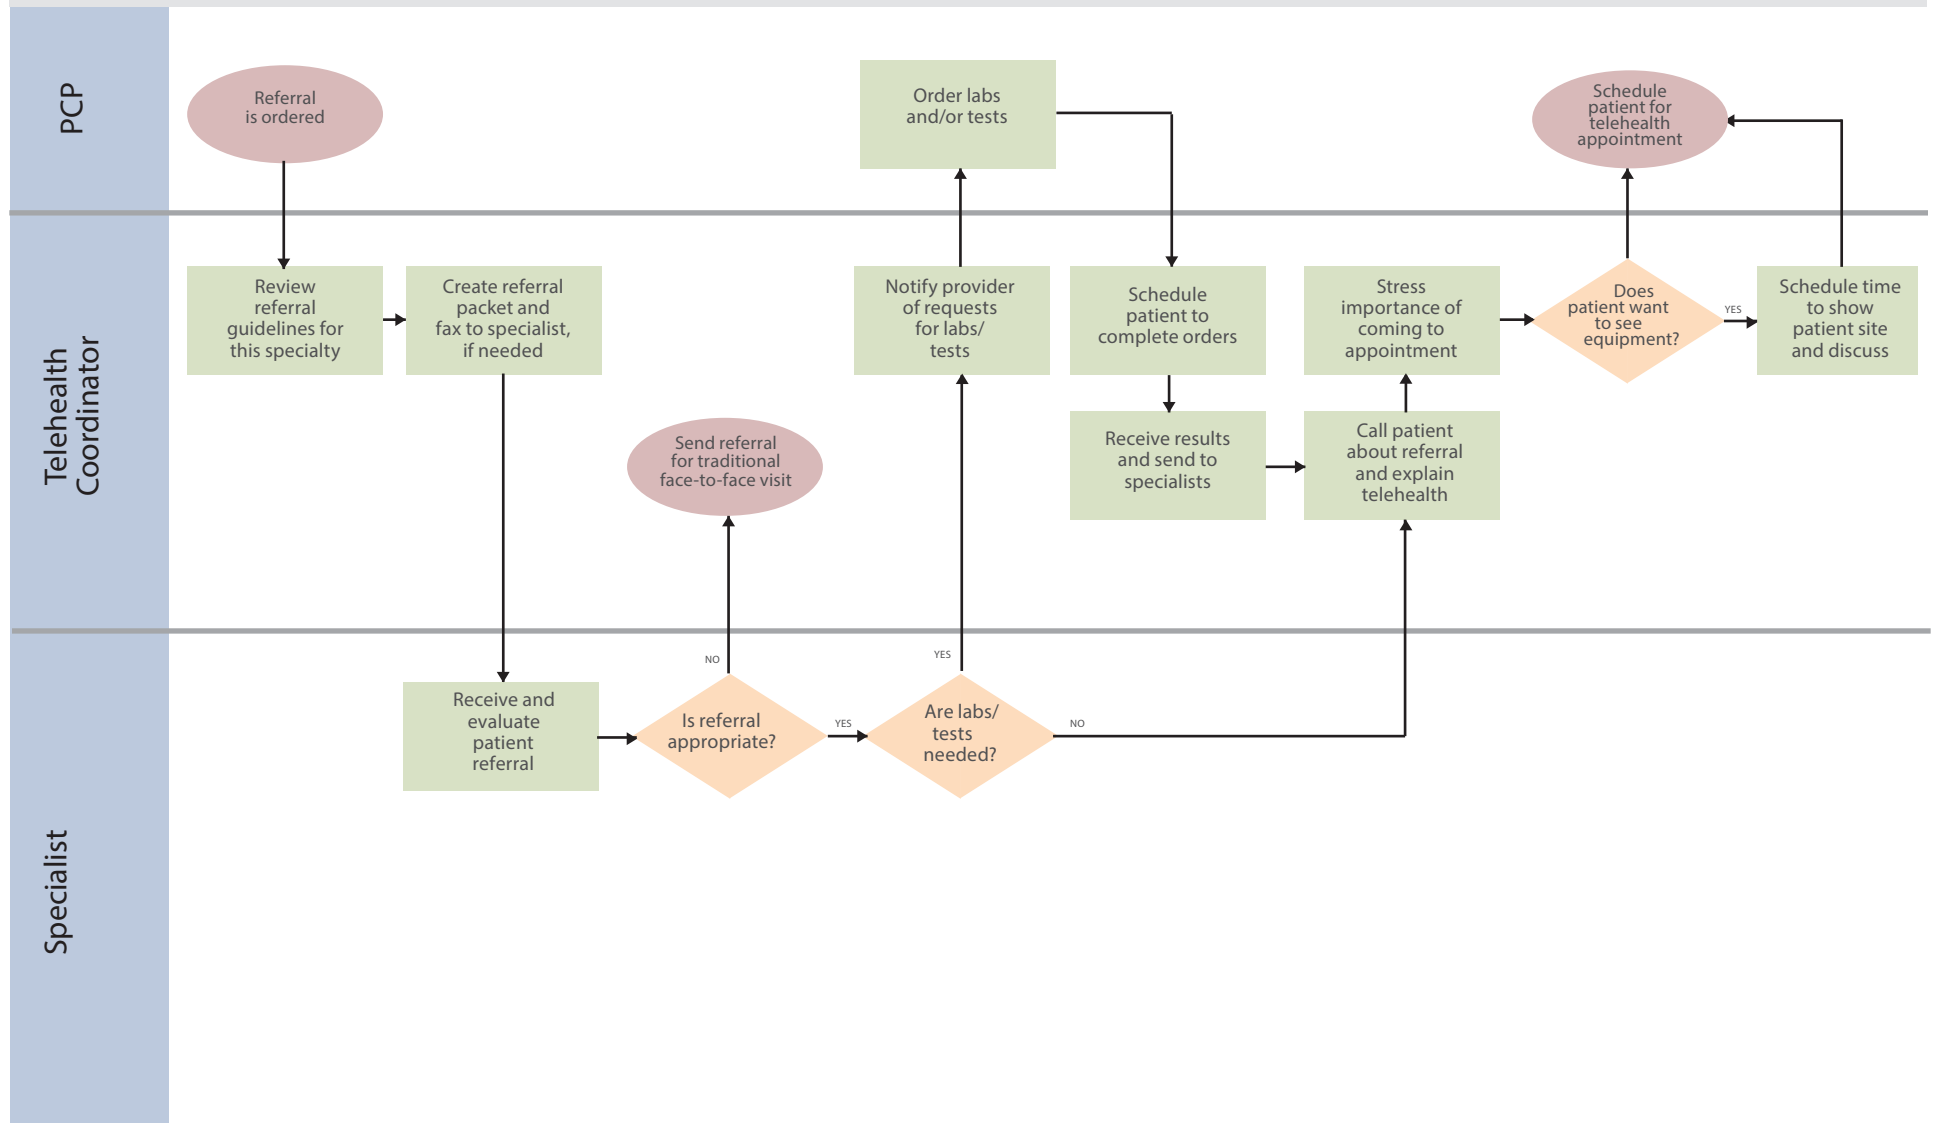 PCP
Referral
is ordered
Order labs
and/or tests
Schedule
patient for
telehealth
appointment
Telehealth
Coordinator
Review
referral
guidelines for
this specialty
Create referral
packet and
fax to specialist,
if needed
Send referral
for traditional
face-to-face visit
Notify provider
of requests
for labs/
tests
Schedule
patient to
complete orders
Receive results
and send to
specialists
Stress
importance of
coming to
appointment
Call patient
about referral
and explain
telehealth
Does
patient want
to see
equipment?
YES
Schedule time
to show
patient site
and discuss
Specialist
Receive and
evaluate
patient
referral
NO
Is referral
appropriate?
YES
YES
Are labs/
tests
needed?
NO